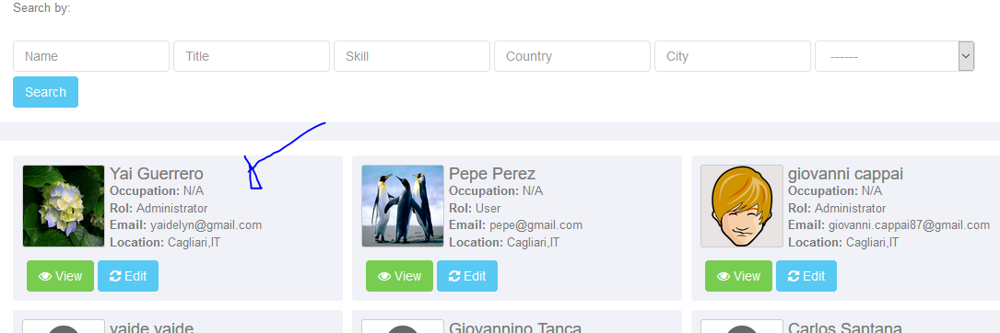 Search by:
Name Title Skill Country City ------
Search
Yai Guerrero
Occupation: N/A
Rol: Administrator
Email: yaidelyn@gmail.com
Location: Cagliari,IT
View Edit
Pepe Perez
Occupation: N/A
Rol: User
Email: pepe@gmail.com
Location: Cagliari,IT
View Edit
giovanni cappai
Occupation: N/A
Rol: Administrator
Email: giovanni.cappai87@gmail.com
Location: Cagliari,IT
View Edit
yaide yaide
Giovannino Tanca
Carlos Santana